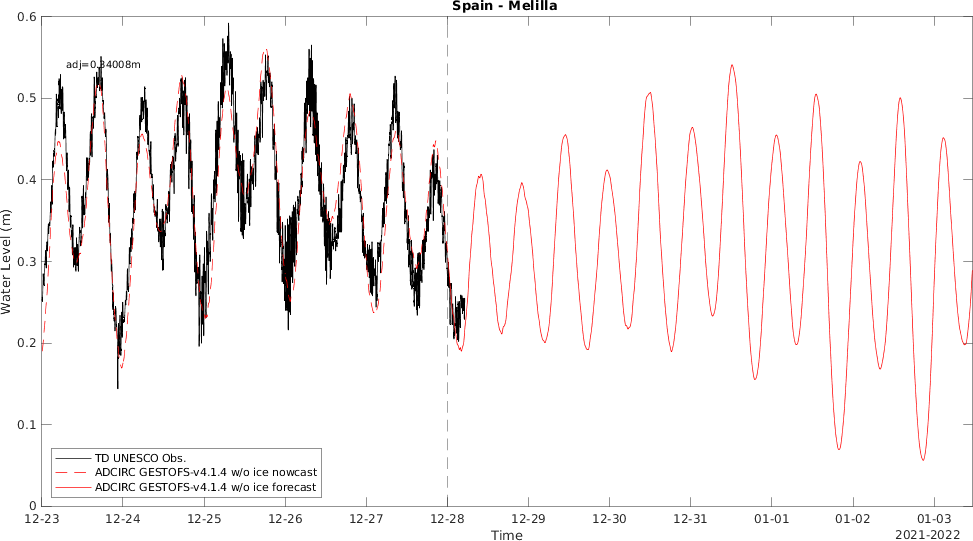 Spain - Melilla
adj=0.34008m
Water Level (m)
0.6
0.5
0.4
0.3
0.2
0.1
0
TD UNESCO Obs.
ADCIRC GESTOFS-v4.1.4 w/o ice nowcast
ADCIRC GESTOFS-v4.1.4 w/o ice forecast
12-23 12-24 12-25 12-26 12-27 12-28 12-29 12-30 12-31 01-01 01-02 01-03
Time
2021-2022